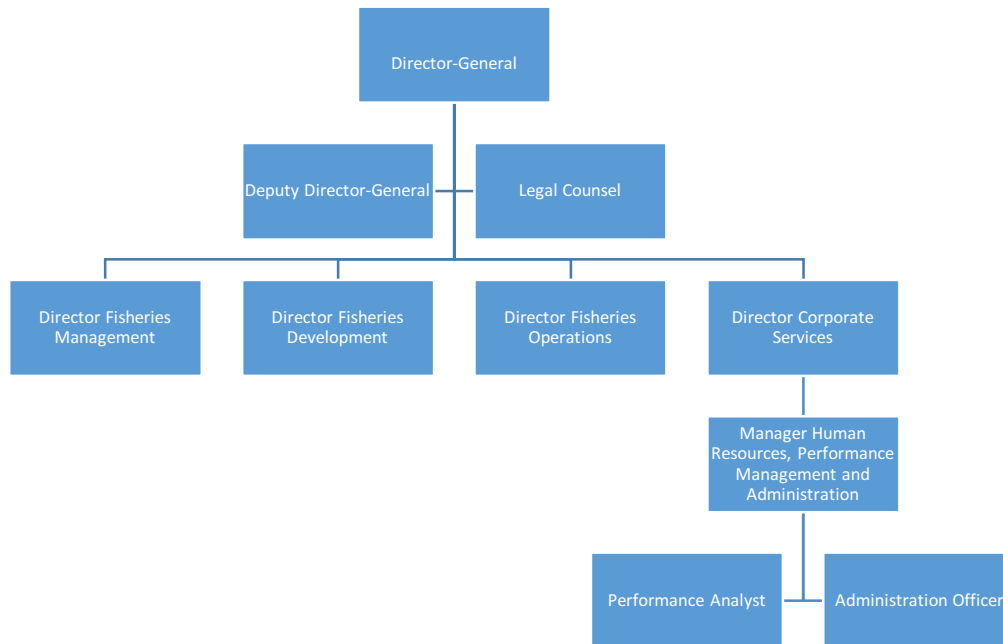 Director-General
Deputy Director-General
Legal Counsel
Director Fisheries
Management
Director Fisheries
Development
Director Fisheries
Operations
Director Corporate
Services
Manager Human
Resources, Performance
Management and
Administration
Performance Analyst
Administration Officer